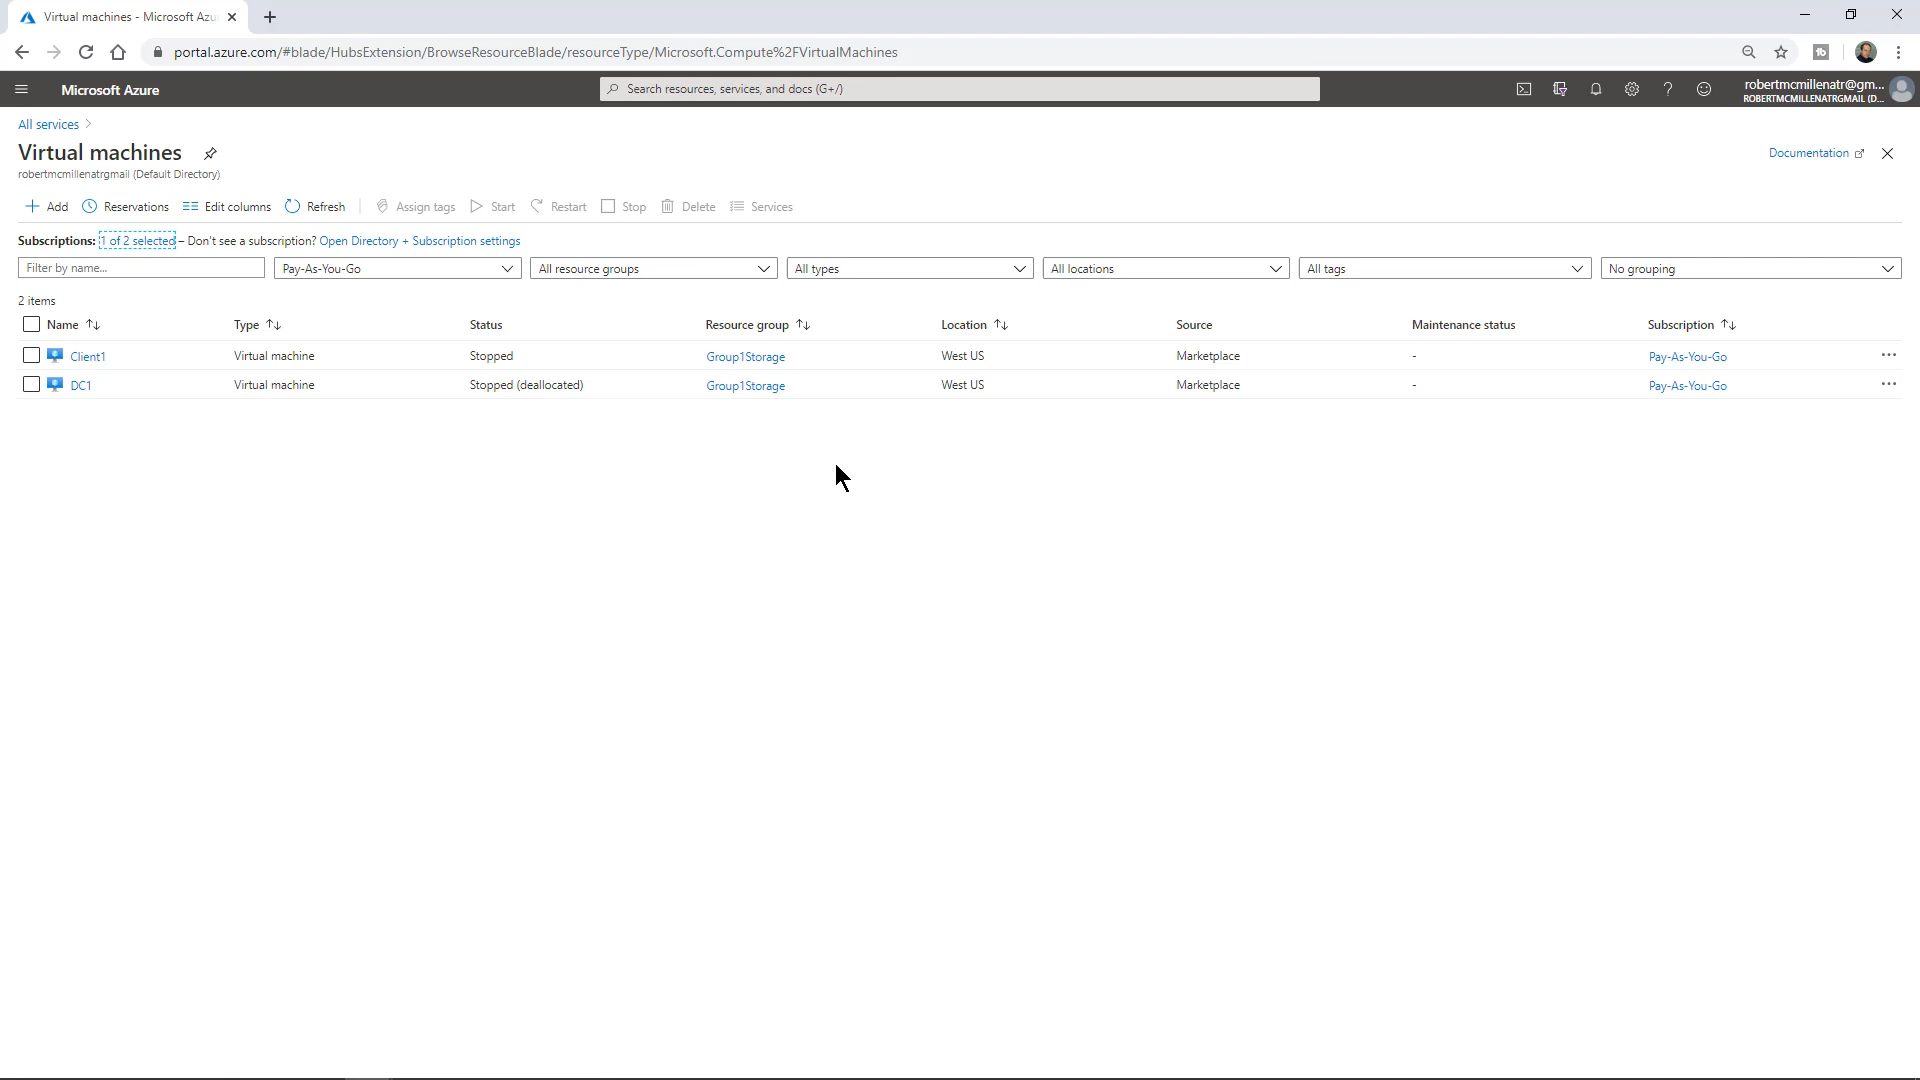 Virtual machines - Microsoft Azu
portal.azure.com/#blade/HubsExtension/BrowseResourceBlade/resourceType/Microsoft.Compute%2FVirtualMachines
Microsoft Azure
Search resources, services, and docs (G+/)
robertmcmillenatr@gm...
ROBERTMCMILLENATRGMAIL (D...
All services
Virtual machines
Documentation
robertmcmillenatrgmail (Default Directory)
Add Reservations Edit columns Refresh Assign tags Start Restart Stop Delete Services
Subscriptions: 1 of 2 selected – Don't see a subscription? Open Directory + Subscription settings
Filter by name... Pay-As-You-Go All resource groups All types All locations All tags No grouping
2 items
Name Type Status Resource group Location Source Maintenance status Subscription
Client1 Virtual machine Stopped Group1Storage West US Marketplace - Pay-As-You-Go
DC1 Virtual machine Stopped (deallocated) Group1Storage West US Marketplace - Pay-As-You-Go